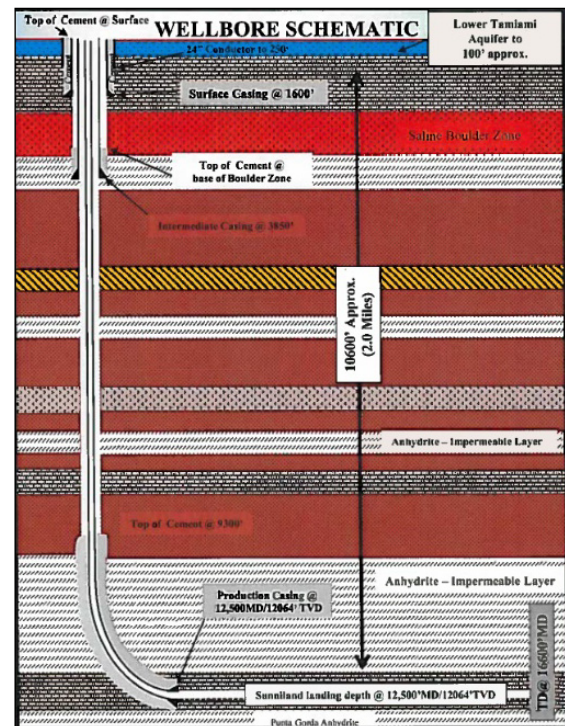 Top of Cement @ Surface
WELLBORE SCHEMATIC
Lower Tamiami
Aquifer to
100' approx.
24" Conductor to 250'
Surface Casing @ 1600'
Saline Boulder Zone
Top of Cement @
base of Boulder Zone
Intermediate Casing @ 3850'
10600' Approx.
(2.0 Miles)
Anhydrite – Impermeable Layer
Top of Cement @ 9300'
Anhydrite – Impermeable Layer
Production Casing @
12,500MD/12064' TVD
TD@ 16600'MD
Sunniland landing depth @ 12,500'MD/12064'TVD
Punta Gorda Anhydrite